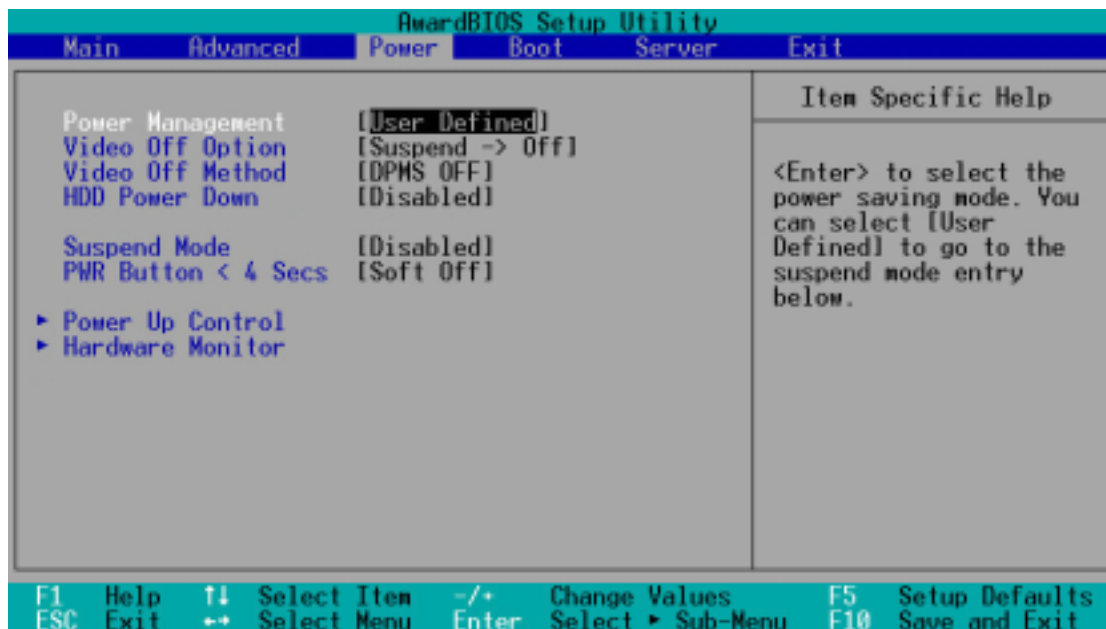 AwardBIOS Setup Utility
Main Advanced Power Boot Server Exit
Item Specific Help
Power Management [User Defined]
Video Off Option [Suspend -> Off]
Video Off Method [DPMS OFF]
HDD Power Down [Disabled]
Suspend Mode [Disabled]
PWR Button < 4 Secs [Soft Off]
► Power Up Control
► Hardware Monitor
<Enter> to select the
power saving mode. You
can select [User
Defined] to go to the
suspend mode entry
below.
F1 Help ↑↓ Select Item -/+ Change Values F5 Setup Defaults
ESC Exit ←→ Select Menu Enter Select ► Sub-Menu F10 Save and Exit